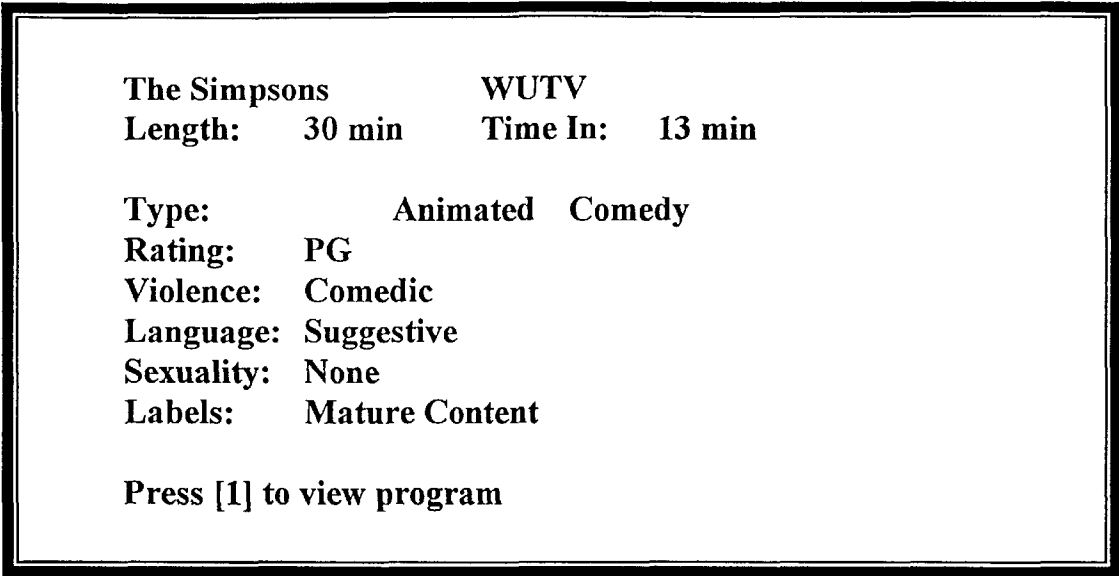 The Simpsons WUTV
Length: 30 min Time In: 13 min
Type: Animated Comedy
Rating: PG
Violence: Comedic
Language: Suggestive
Sexuality: None
Labels: Mature Content
Press [1] to view program